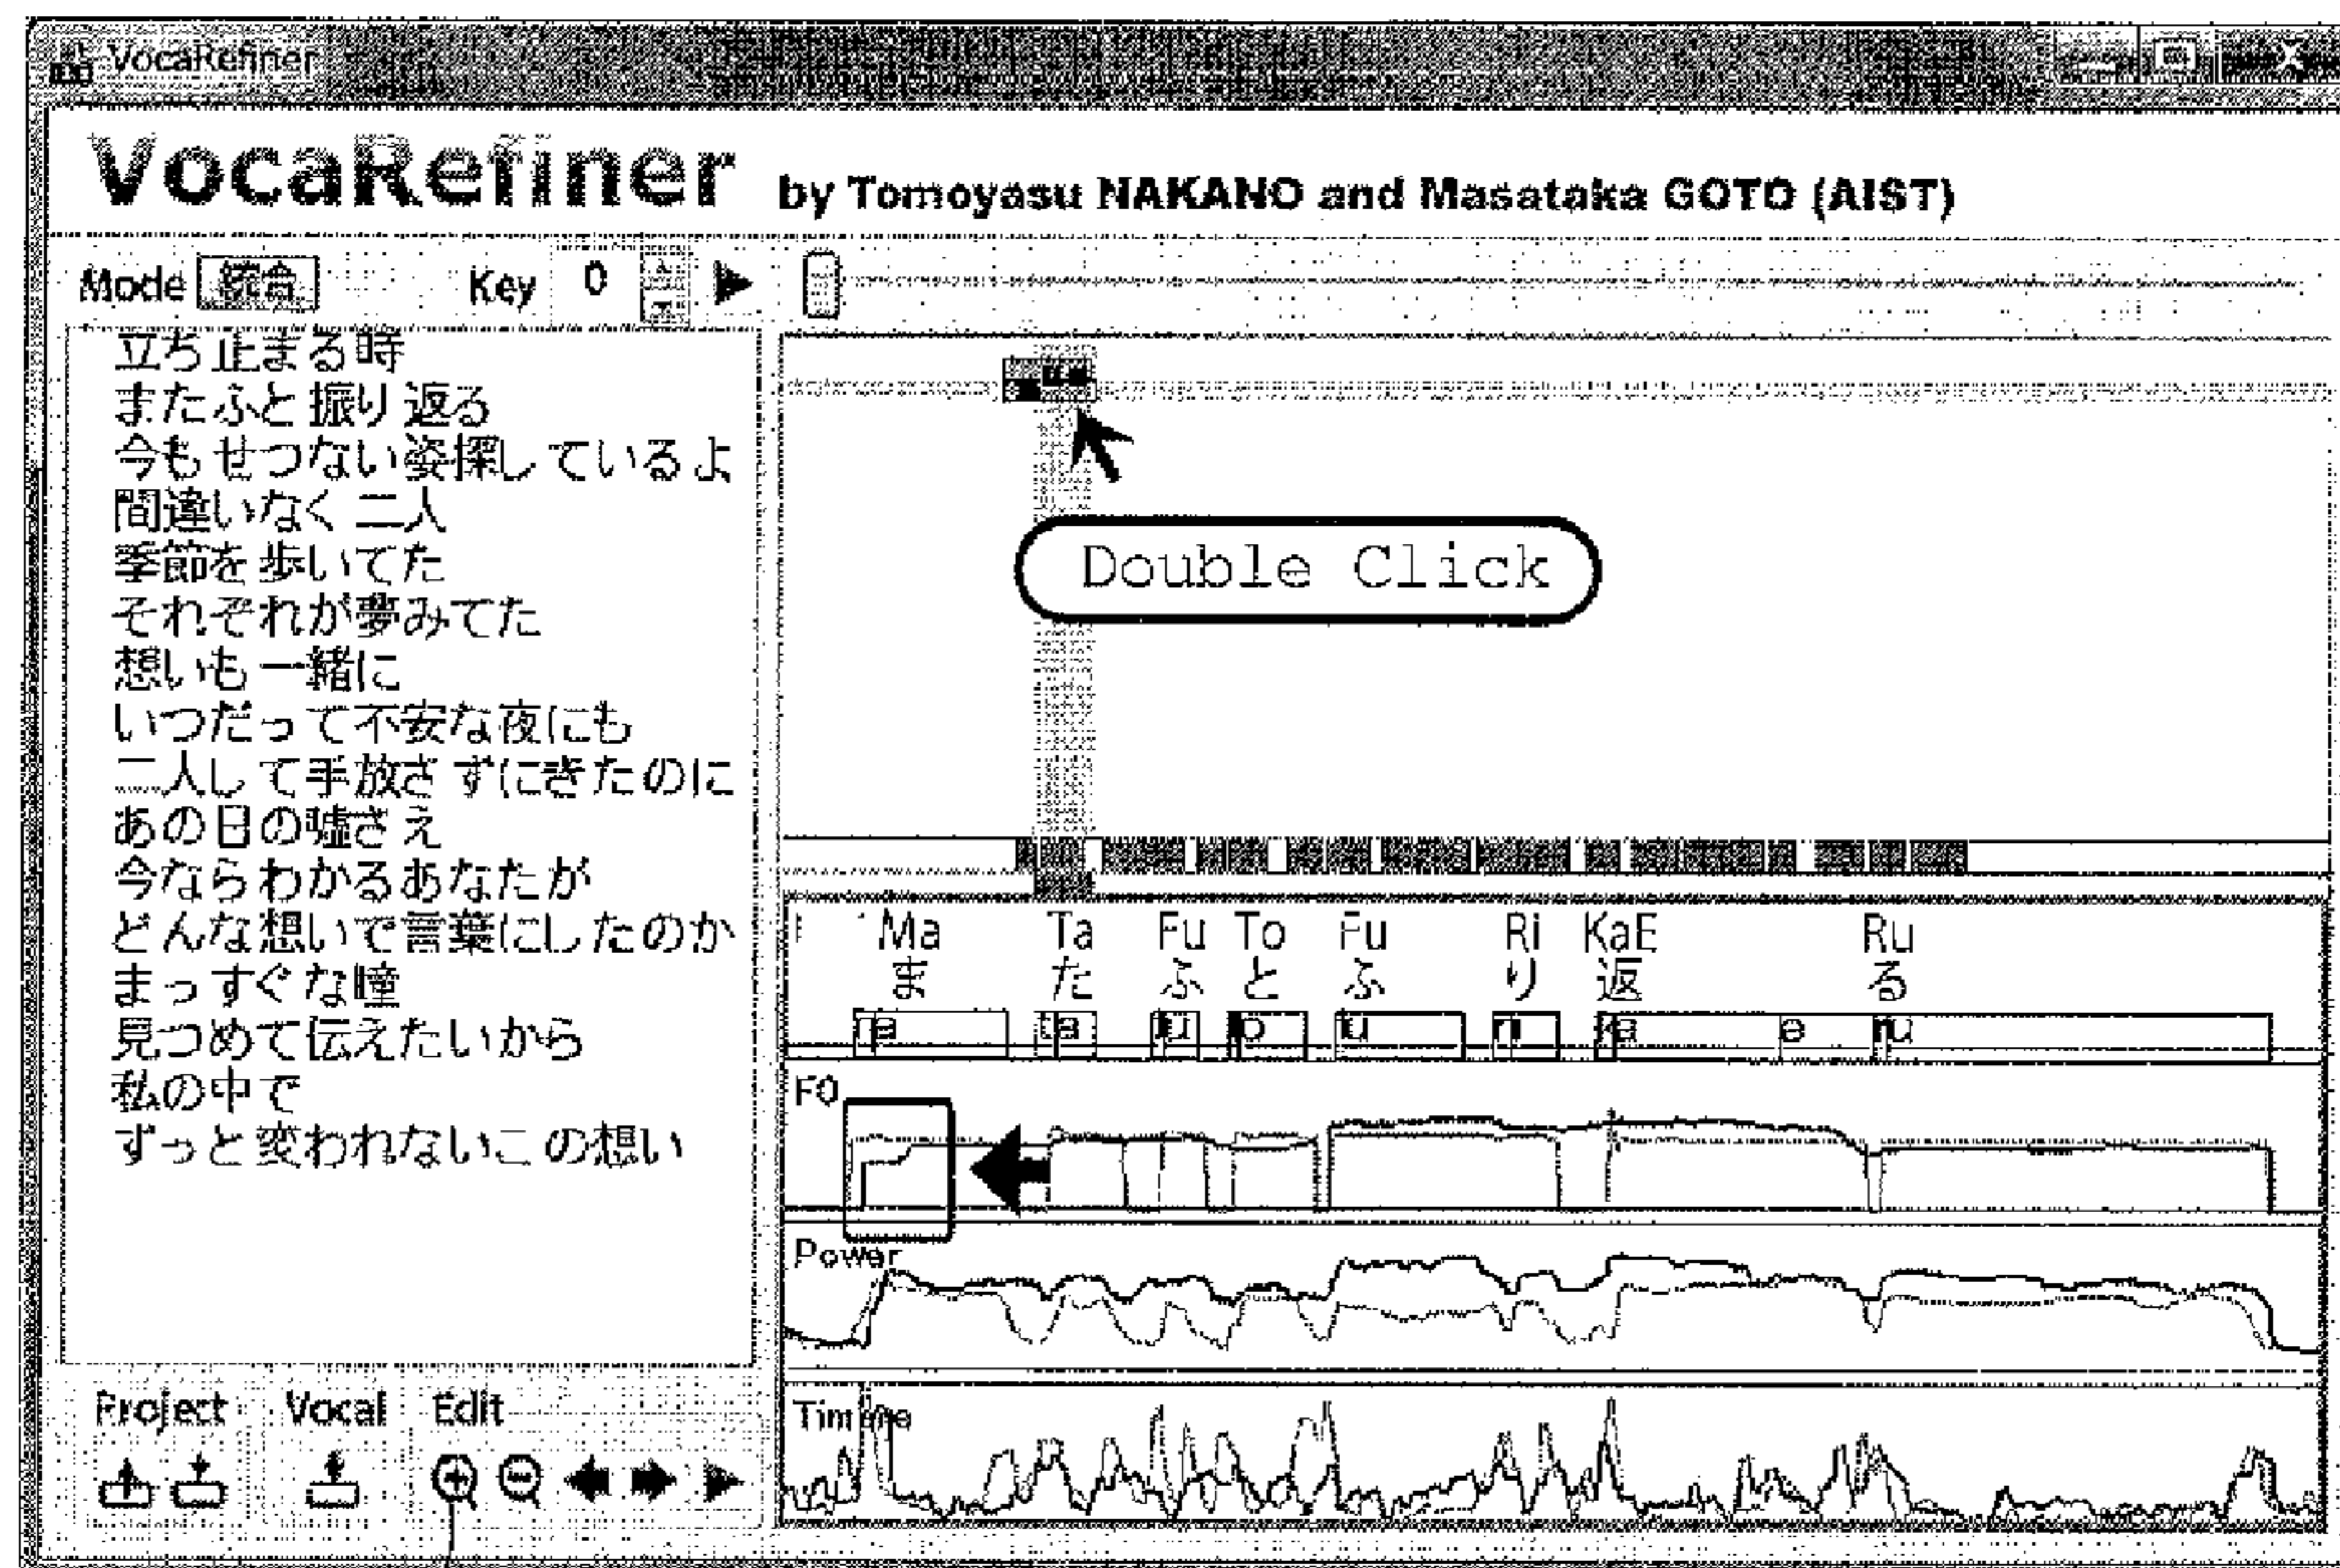 VocaRefiner
VocaRefiner by Tomoyasu NAKANO and Masataka GOTO (AIST)
Mode 統合 Key 0
立ち止まる時
またふと振り返る
今もせつない姿探しているよ
間違いなく二人
季節を歩いてた
それぞれが夢みてた
想いも一緒に
いつだって不安な夜にも
二人して手放さずにきたのに
あの日の嘘さえ
今ならわかるあなたが
どんな想いで言葉にしたのか
まっすぐな瞳
見つめて伝えたいから
私の中で
ずっと変われないこの想い
Double Click
Ma Ta Fu To Fu Ri KaE Ru
ま た ふ と ふ り 返 る
ta e ru
F0
Power
Project Vocal Edit